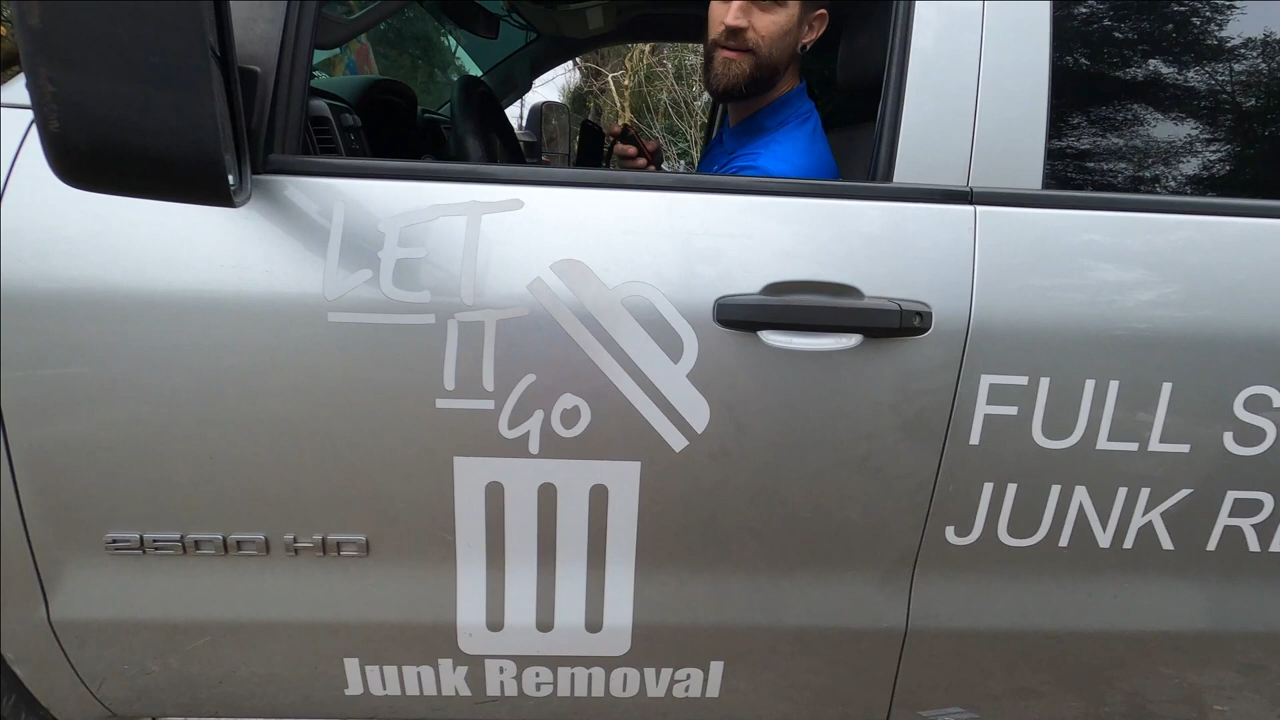 LET
IT
GO
2500 HD
Junk Removal
FULL
JUNK